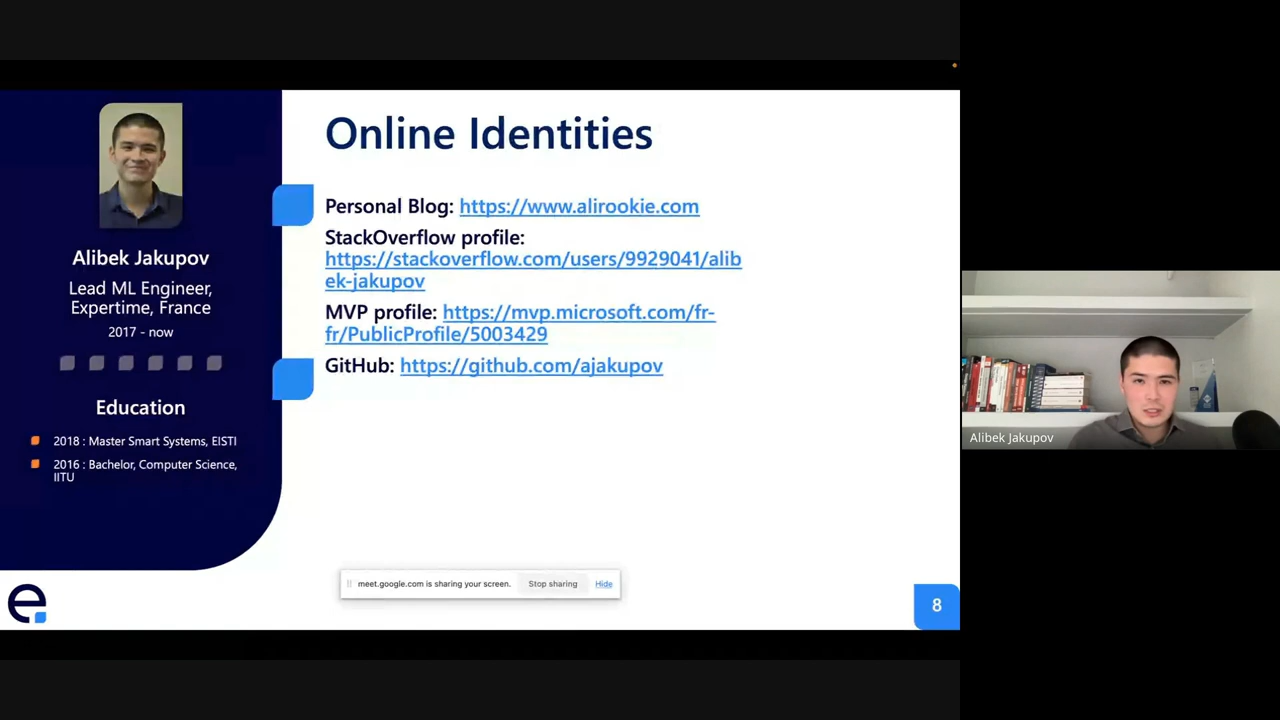 Alibek Jakupov
Lead ML Engineer,
Expertime, France
2017 - now
Education
2018 : Master Smart Systems, EISTI
2016 : Bachelor, Computer Science,
IITU
e
Online Identities
Personal Blog: https://www.alirookie.com
StackOverflow profile:
https://stackoverflow.com/users/9929041/alib
ek-jakupov
MVP profile: https://mvp.microsoft.com/fr-
fr/PublicProfile/5003429
GitHub: https://github.com/ajakupov
meet.google.com is sharing your screen. Stop sharing Hide
8
Alibek Jakupov